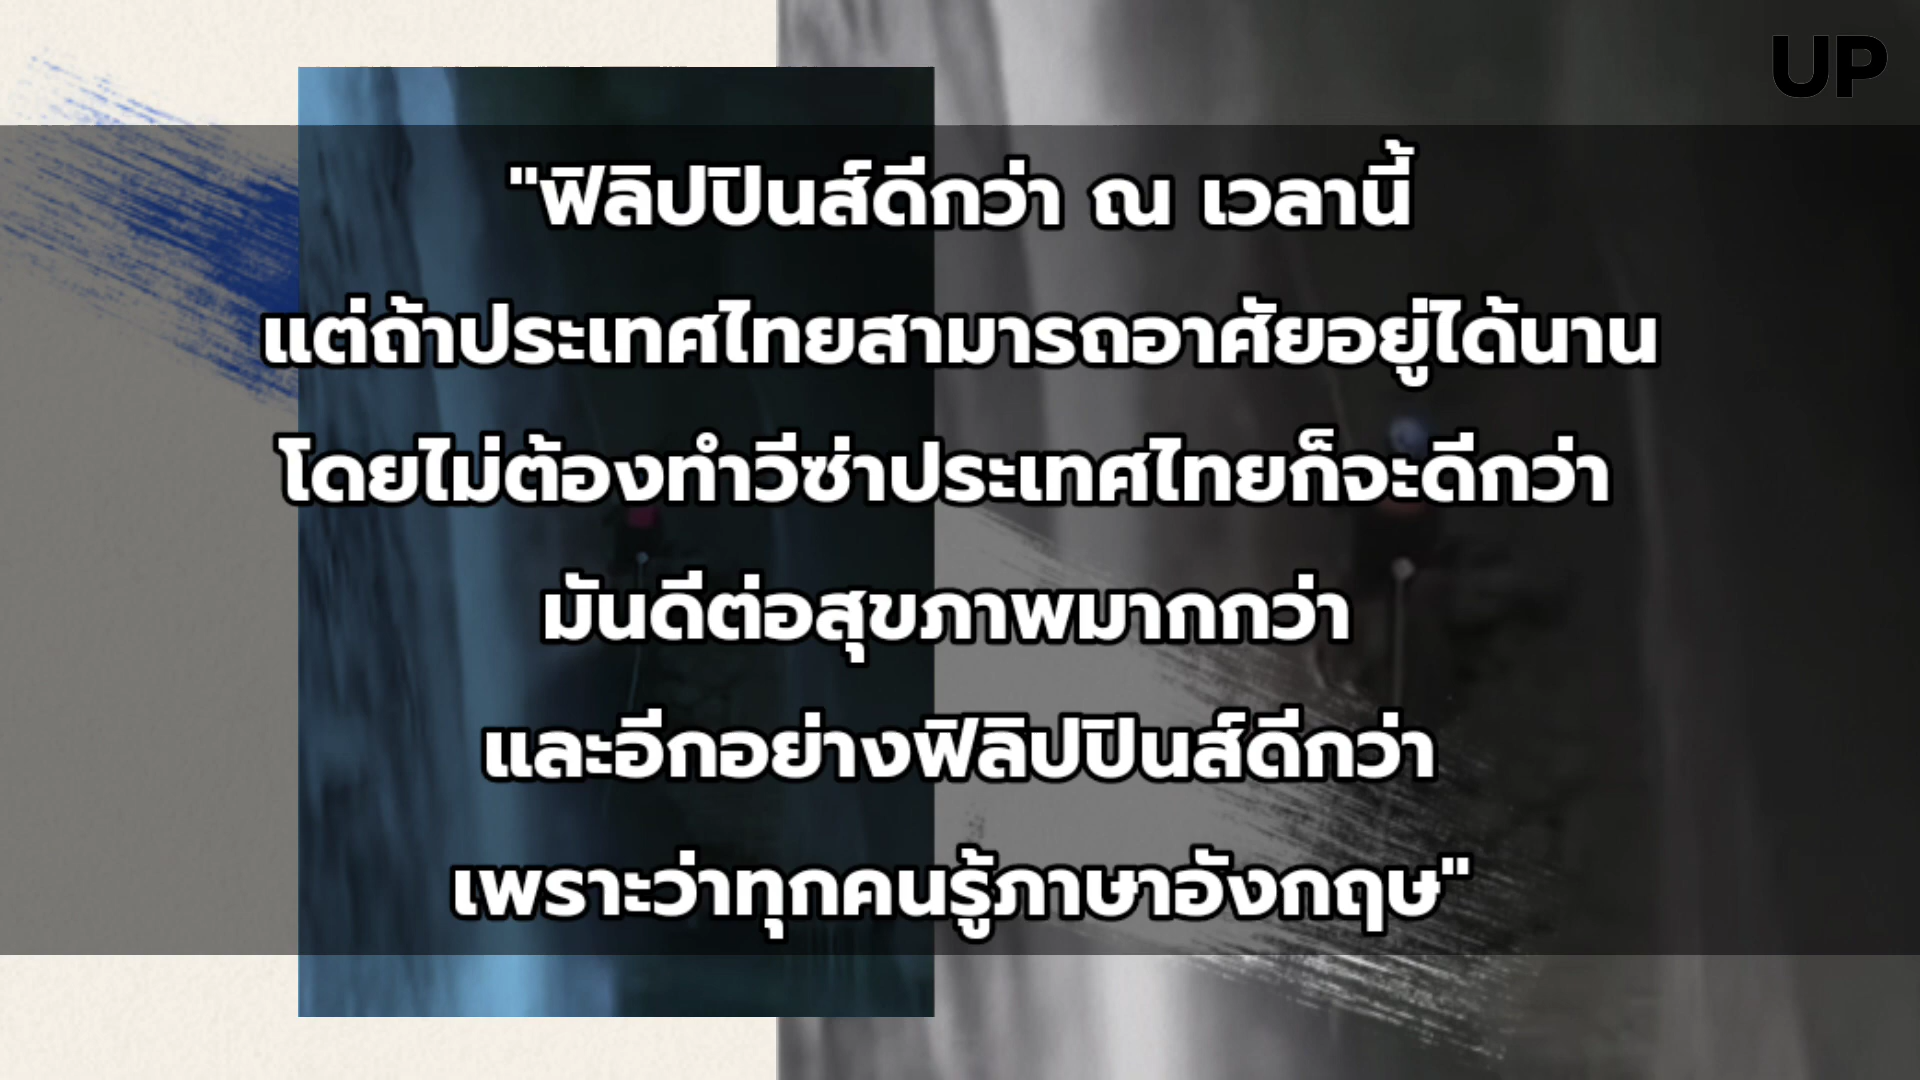 UP
"ฟิลิปปินส์ดีกว่า ณ เวลานี้
แต่ถ้าประเทศไทยสามารถอาศัยอยู่ได้นาน
โดยไม่ต้องทำวีซ่าประเทศไทยก็จะดีกว่า
มันดีต่อสุขภาพมากกว่า
และอีกอย่างฟิลิปปินส์ดีกว่า
เพราะว่าทุกคนรู้ภาษาอังกฤษ"